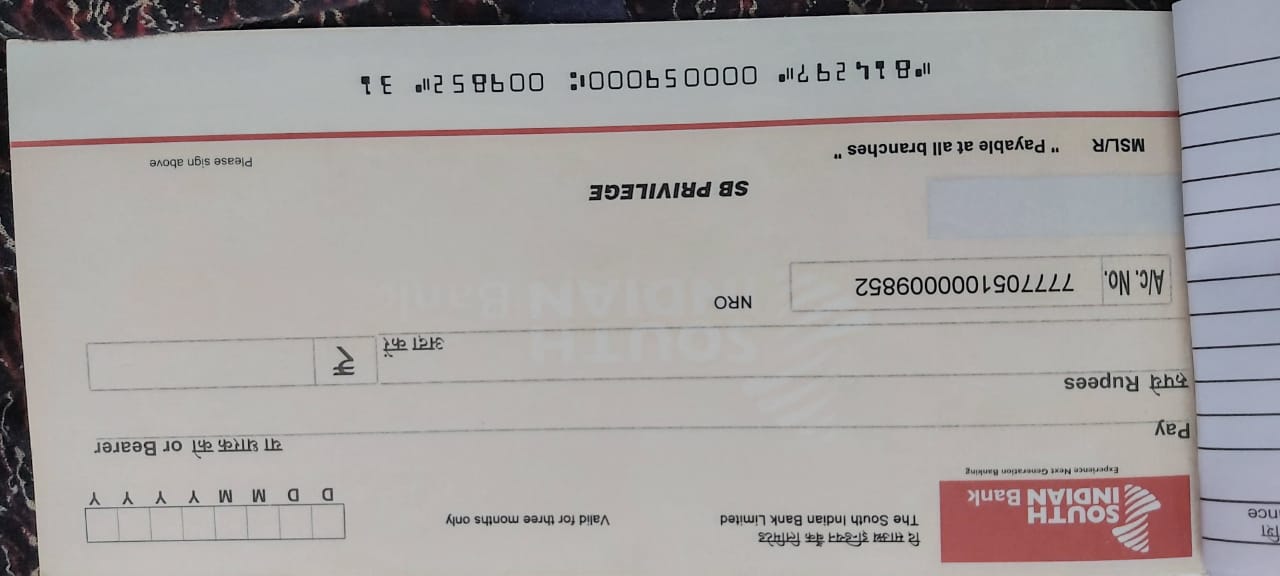 शि
nce
SOUTH
INDIAN Bank
Experience Next Generation Banking
दि साउथ इन्डियन बैंक लिमिटेड
The South Indian Bank Limited
Valid for three months only
D D M M Y Y Y Y
Pay
या धारक को or Bearer
रुपये Rupees
अदा करें
₹
SOUTH
INDIAN Bank
A/c. No. 7777051000009852
NRO
SB PRIVILEGE
MSL/R " Payable at all branches "
Please sign above
⑈814297⑈ 000059000⑆ 009852⑈ 31